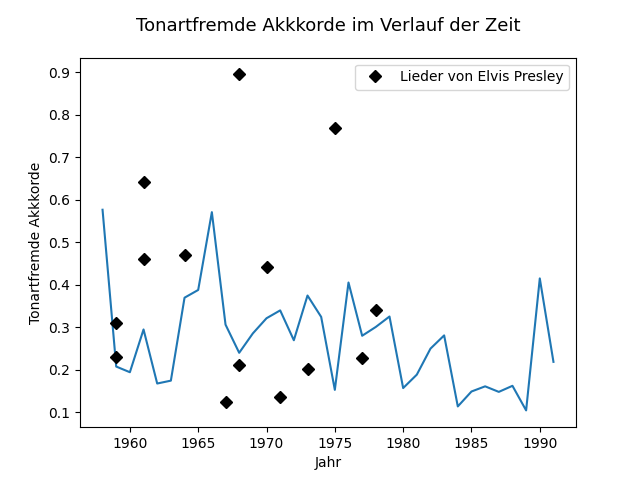 Tonartfremde Akkkorde im Verlauf der Zeit
Lieder von Elvis Presley
Tonartfremde Akkkorde
0.9
0.8
0.7
0.6
0.5
0.4
0.3
0.2
0.1
1960 1965 1970 1975 1980 1985 1990
Jahr